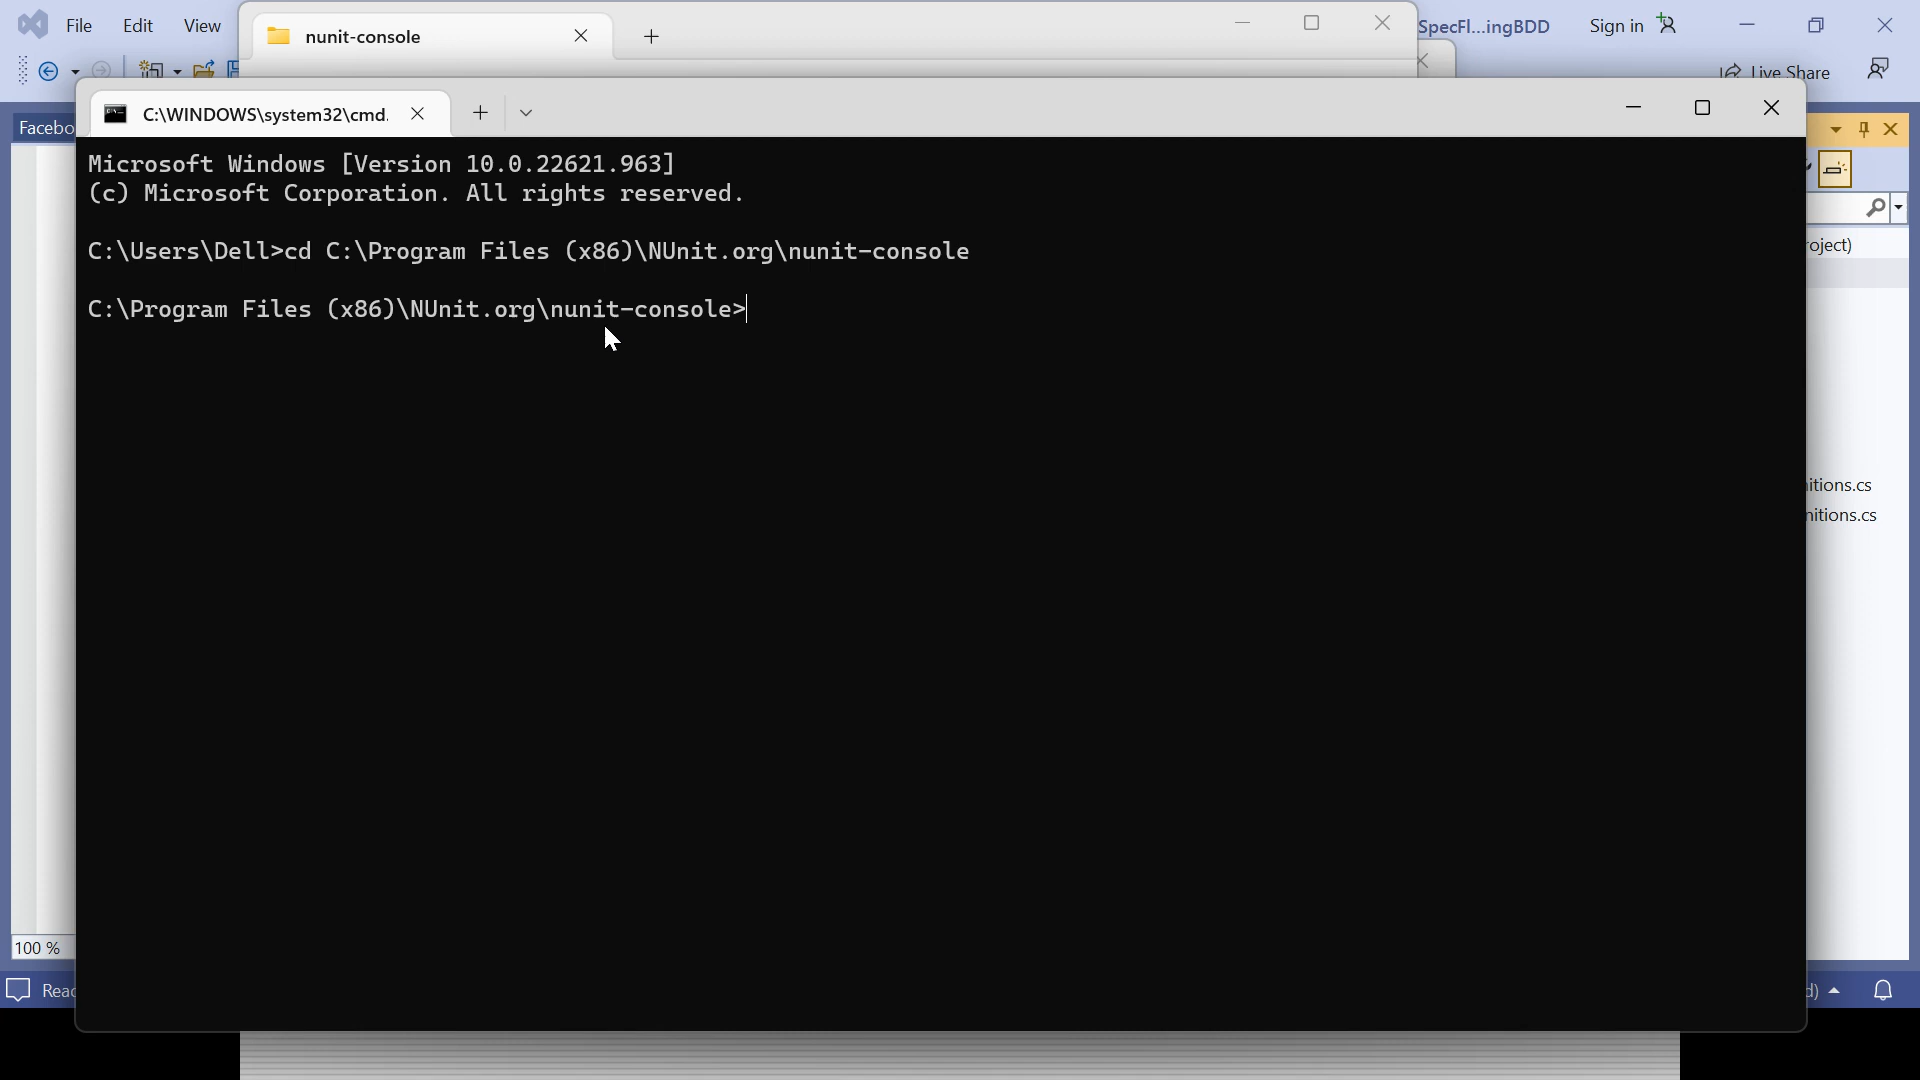 File Edit View
nunit-console
SpecFl...ingBDD
Sign in
Live Share
C:\WINDOWS\system32\cmd.
Facebo
Microsoft Windows [Version 10.0.22621.963]
(c) Microsoft Corporation. All rights reserved.
C:\Users\Dell>cd C:\Program Files (x86)\NUnit.org\nunit-console
C:\Program Files (x86)\NUnit.org\nunit-console>
roject)
itions.cs
nitions.cs
100 %
Read
d)